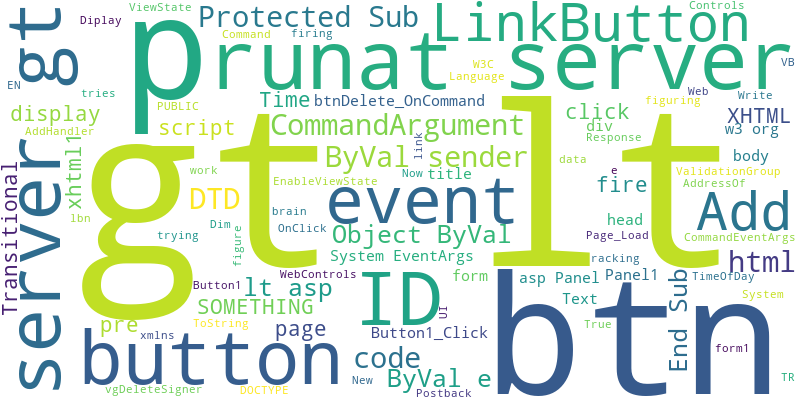 Diplay
ViewState
Protected Sub
Command
firing
LinkButton
Controls
gt
p
runat server
W3C
Language
Web
VB
EN
tries
PUBLIC
Time
btnDelete_OnCommand
click
figuring
Write
XHTML
display
AddHandler
script
CommandArgument
div
Response
w3 org
server
xhtml1
gt
lt
link
ByVal sender
data
body
work
DTD
EnableViewState
Now
title
e
fire
ValidationGroup
AddressOf
Transitional
lbn
brain
event
head
Add
trying
figure
Dim
OnClick
Object ByVal
Page_Load
CommandEventArgs
System EventArgs
racking
html
Button1
WebControls
form
asp Panel
Panel1
TimeOfDay
lt asp
ID
SOMETHING
UI
Text
btn
End Sub
System
pre
ToString
page
Button1_Click
True
xmlns
form1
button
code
New
ByVal e
vgDeleteSigner
DOCTYPE
Postback
TR